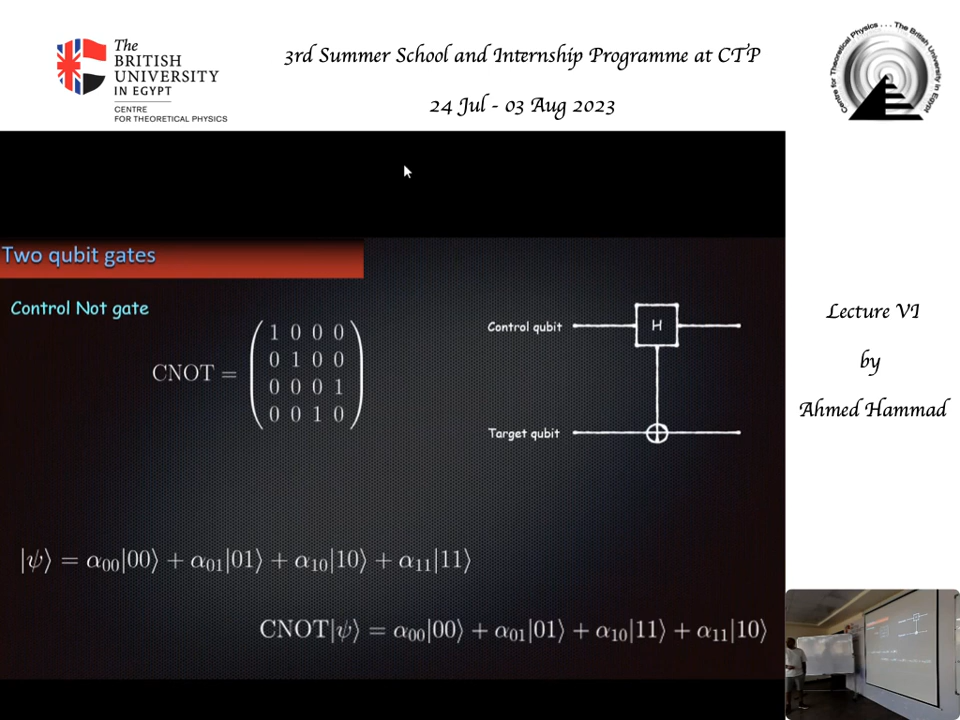 The
BRITISH
UNIVERSITY
IN EGYPT
CENTRE
FOR THEORETICAL PHYSICS
3rd Summer School and Internship Programme at CTP
24 Jul - 03 Aug 2023
Centre for Theoretical Physics . . . The British University in Egypt
Two qubit gates
Control Not gate
CNOT = \begin{pmatrix} 1 & 0 & 0 & 0 \\ 0 & 1 & 0 & 0 \\ 0 & 0 & 0 & 1 \\ 0 & 0 & 1 & 0 \end{pmatrix}
Control qubit
H
Target qubit
|ψ⟩ = α₀₀|00⟩ + α₀₁|01⟩ + α₁₀|10⟩ + α₁₁|11⟩
CNOT|ψ⟩ = α₀₀|00⟩ + α₀₁|01⟩ + α₁₀|11⟩ + α₁₁|10⟩
Lecture VI
by
Ahmed Hammad